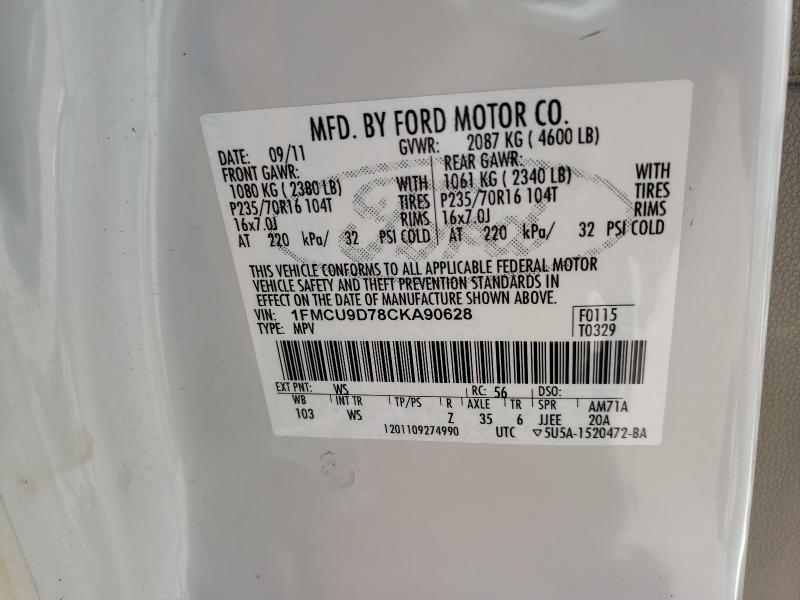 MFD. BY FORD MOTOR CO.
DATE: 09/11 GVWR: 2087 KG ( 4600 LB)
FRONT GAWR: REAR GAWR:
1080 KG ( 2380 LB) WITH 1061 KG ( 2340 LB) WITH
P235/70R16 104T TIRES P235/70R16 104T TIRES
16x7.0J RIMS 16x7.0J RIMS
AT 220 kPa/ 32 PSI COLD AT 220 kPa/ 32 PSI COLD
THIS VEHICLE CONFORMS TO ALL APPLICABLE FEDERAL MOTOR
VEHICLE SAFETY AND THEFT PREVENTION STANDARDS IN
EFFECT ON THE DATE OF MANUFACTURE SHOWN ABOVE.
VIN: 1FMCU9D78CKA90628 F0115
TYPE: MPV T0329
EXT PNT: WS RC: 56 DSO:
WB INT TR TP/PS R AXLE TR SPR AM71A
103 WS Z 35 6 JJEE 20A
1201109274990 UTC ▽5U5A-1520472-BA
Ford